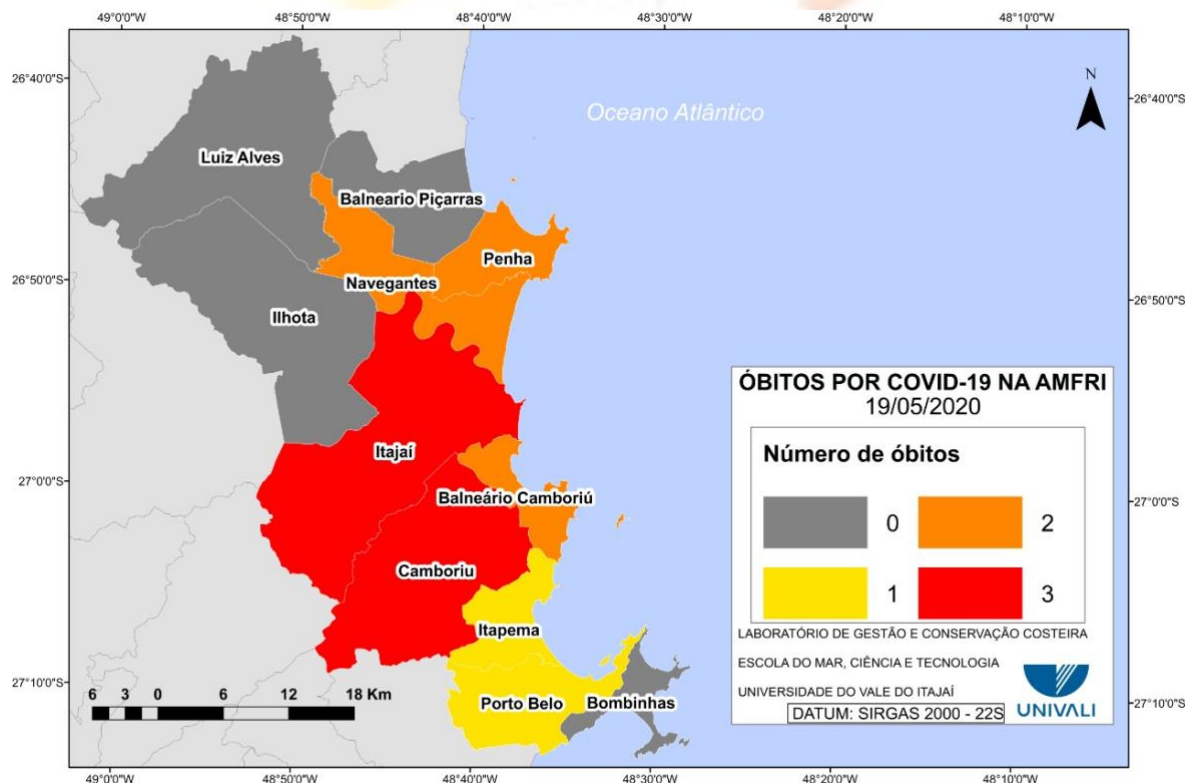 49°0'0"W 48°50'0"W 48°40'0"W 48°30'0"W 48°20'0"W 48°10'0"W
26°40'0"S
26°40'0"S
N
Oceano Atlântico
Luiz Alves
Balneario Piçarras
Penha
26°50'0"S
Navegantes
26°50'0"S
Ilhota
ÓBITOS POR COVID-19 NA AMFRI
19/05/2020
Número de óbitos
0 2
1 3
Itajaí
27°0'0"S
Balneário Camboriú
27°0'0"S
Camboriu
Itapema
LABORATÓRIO DE GESTÃO E CONSERVAÇÃO COSTEIRA
ESCOLA DO MAR, CIÊNCIA E TECNOLOGIA
UNIVERSIDADE DO VALE DO ITAJAÍ
UNIVALI
DATUM: SIRGAS 2000 - 22S
27°10'0"S
6 3 0 6 12 18 Km
Porto Belo
Bombinhas
27°10'0"S
49°0'0"W 48°50'0"W 48°40'0"W 48°30'0"W 48°20'0"W 48°10'0"W